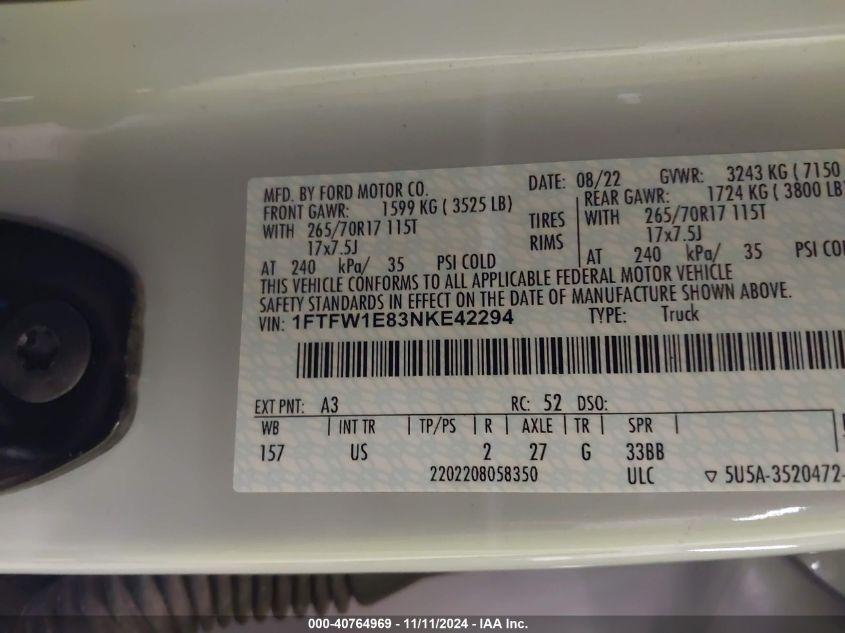 MFD. BY FORD MOTOR CO. DATE: 08/22 GVWR: 3243 KG ( 7150
FRONT GAWR: 1599 KG ( 3525 LB) REAR GAWR: 1724 KG ( 3800 LB)
WITH 265/70R17 115T TIRES WITH 265/70R17 115T
17x7.5J RIMS 17x7.5J
AT 240 kPa/ 35 PSI COLD AT 240 kPa/ 35 PSI COL
THIS VEHICLE CONFORMS TO ALL APPLICABLE FEDERAL MOTOR VEHICLE
SAFETY STANDARDS IN EFFECT ON THE DATE OF MANUFACTURE SHOWN ABOVE.
VIN: 1FTFW1E83NKE42294 TYPE: Truck
EXT PNT: A3 RC: 52 DSO:
WB | INT TR | TP/PS | R | AXLE | TR | SPR |
157 US 2 27 G 33BB
2202208058350 ULC ▽ 5U5A-3520472-
000-40764969 - 11/11/2024 - IAA Inc.